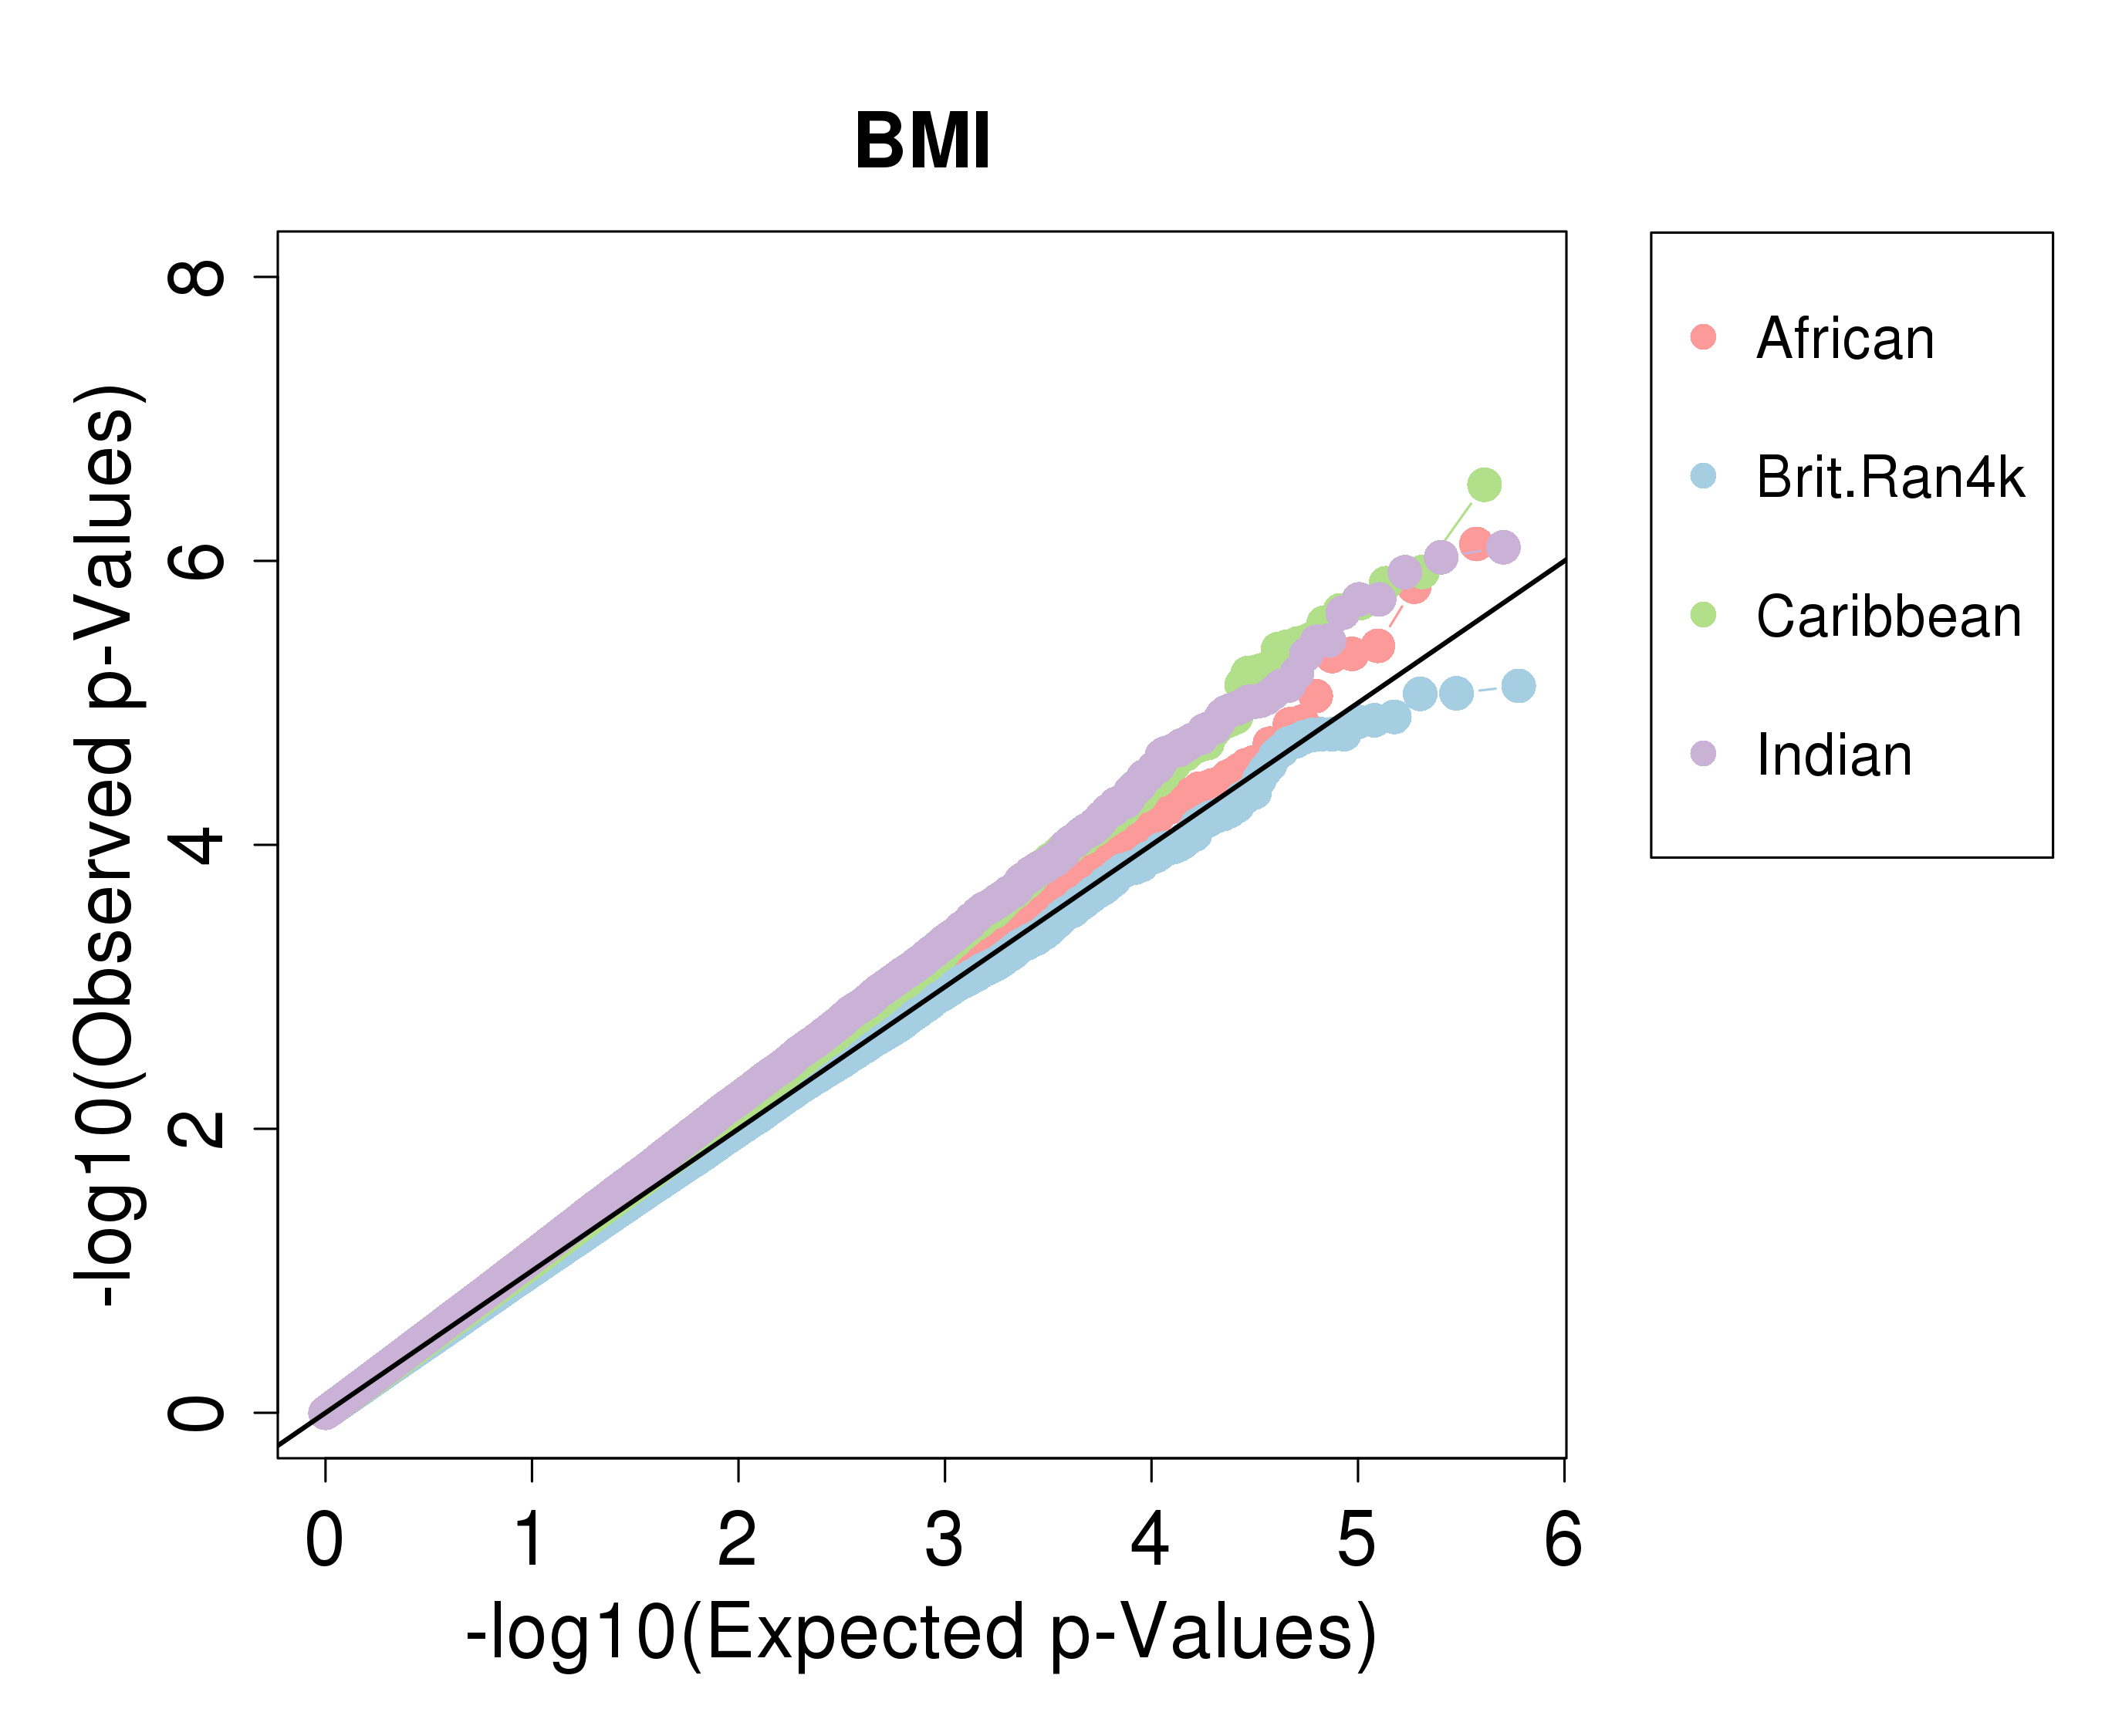 BMI
-log10(Observed p-Values)
8
6
4
2
0
0 1 2 3 4 5 6
-log10(Expected p-Values)
African
Brit.Ran4k
Caribbean
Indian